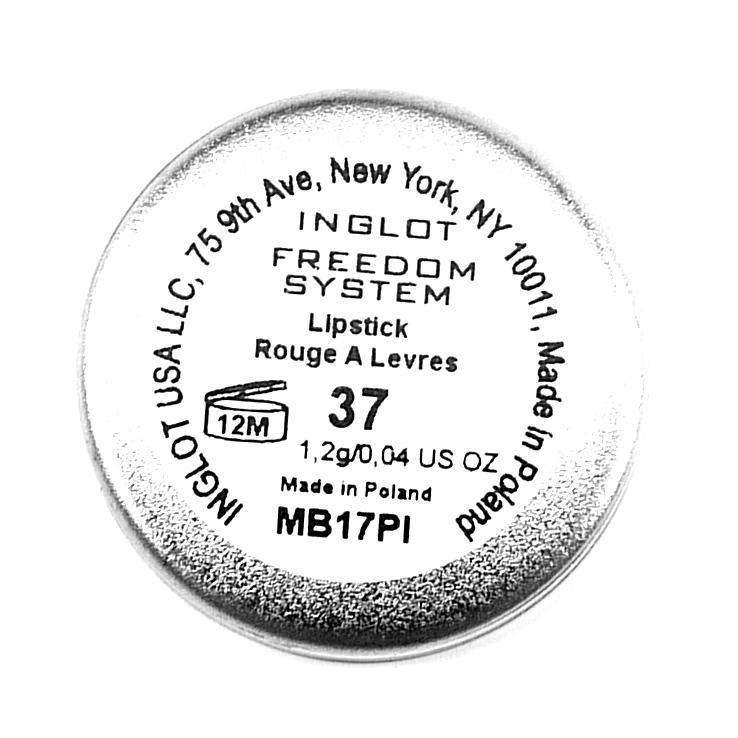 INGLOT USA LLC, 75 9th Ave, New York, NY 10011, Made in Poland
INGLOT
FREEDOM
SYSTEM
Lipstick
Rouge A Levres
37
12M
1,2g/0,04 US OZ
Made in Poland
MB17PI